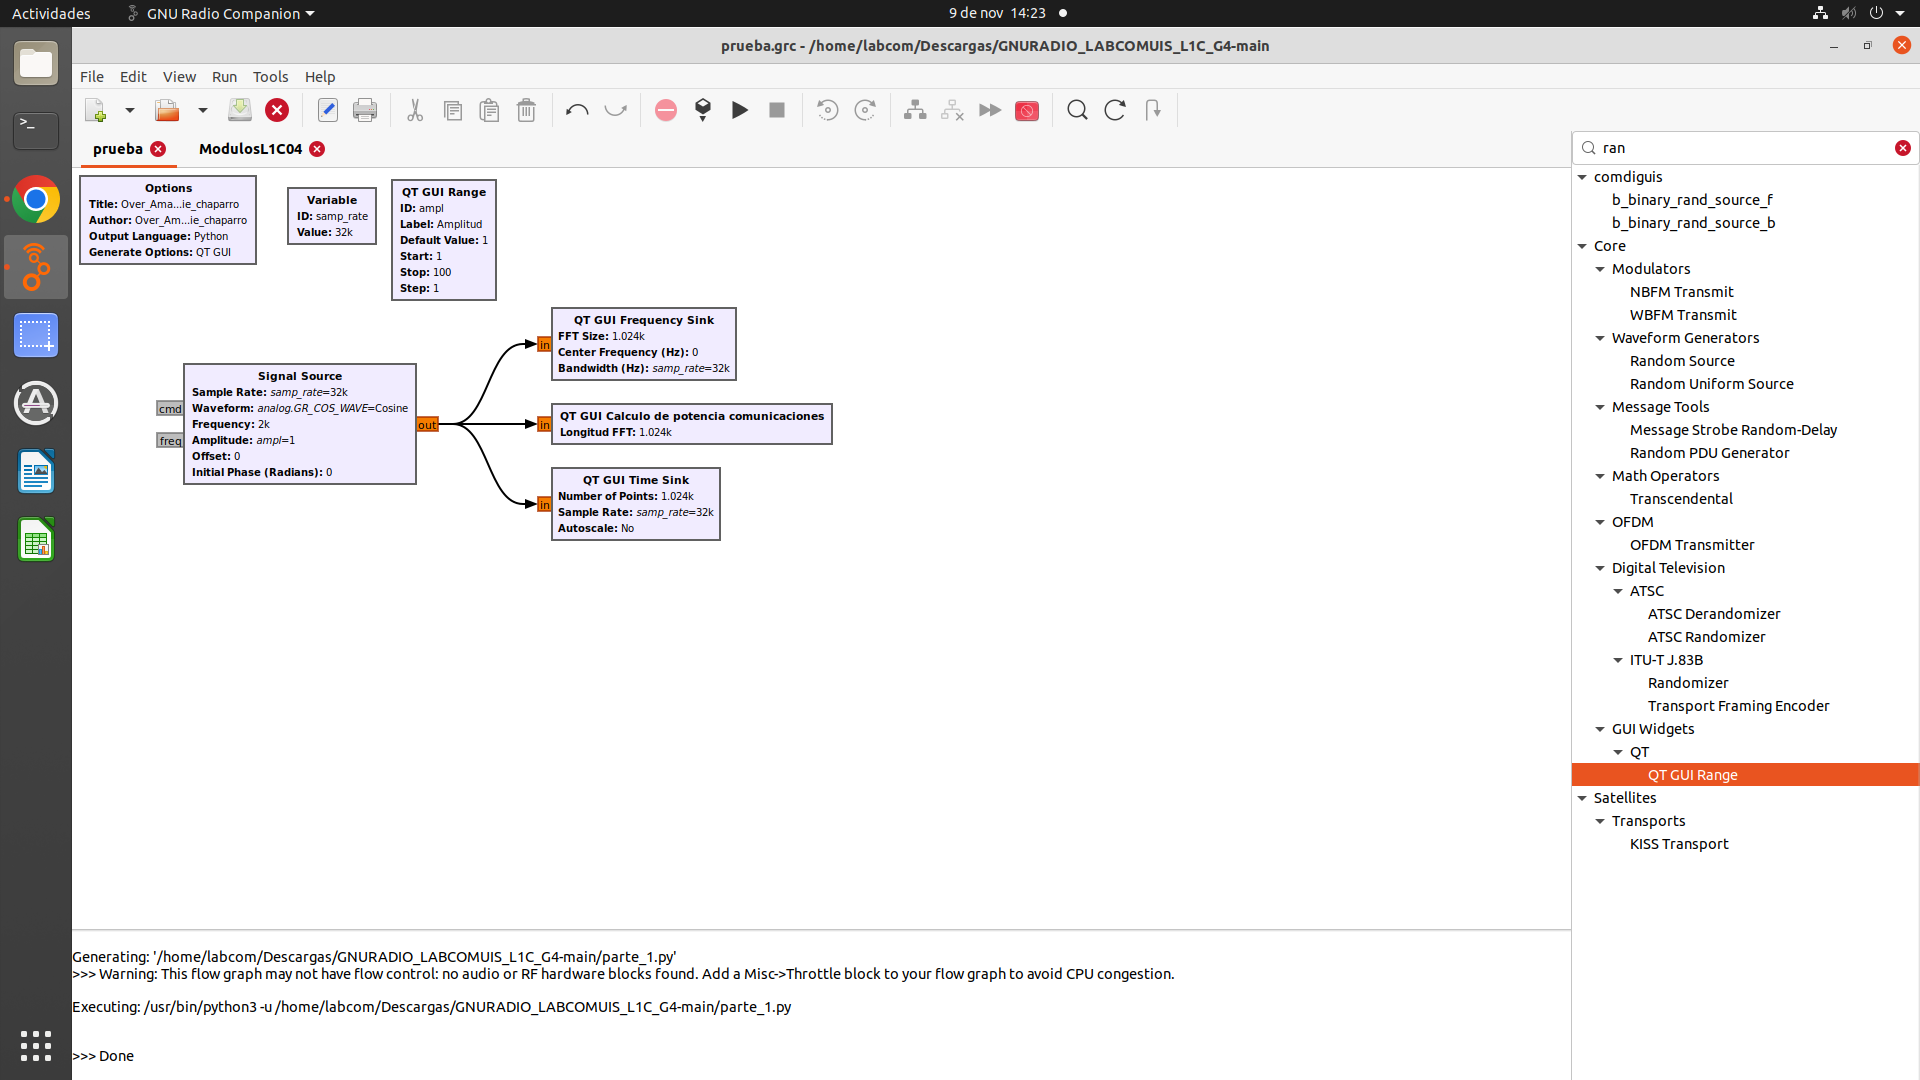 Actividades
GNU Radio Companion
9 de nov 14:23
prueba.grc - /home/labcom/Descargas/GNURADIO_LABCOMUIS_L1C_G4-main
File Edit View Run Tools Help
prueba
ModulosL1C04
Options
Title: Over_Ama...ie_chaparro
Author: Over_Am...ie_chaparro
Output Language: Python
Generate Options: QT GUI
Variable
ID: samp_rate
Value: 32k
QT GUI Range
ID: ampl
Label: Amplitud
Default Value: 1
Start: 1
Stop: 100
Step: 1
Signal Source
Sample Rate: samp_rate=32k
Waveform: analog.GR_COS_WAVE=Cosine
Frequency: 2k
Amplitude: ampl=1
Offset: 0
Initial Phase (Radians): 0
cmd
freq
out
in
QT GUI Frequency Sink
FFT Size: 1.024k
Center Frequency (Hz): 0
Bandwidth (Hz): samp_rate=32k
in
QT GUI Calculo de potencia comunicaciones
Longitud FFT: 1.024k
in
QT GUI Time Sink
Number of Points: 1.024k
Sample Rate: samp_rate=32k
Autoscale: No
ran
comdiguis
b_binary_rand_source_f
b_binary_rand_source_b
Core
Modulators
NBFM Transmit
WBFM Transmit
Waveform Generators
Random Source
Random Uniform Source
Message Tools
Message Strobe Random-Delay
Random PDU Generator
Math Operators
Transcendental
OFDM
OFDM Transmitter
Digital Television
ATSC
ATSC Derandomizer
ATSC Randomizer
ITU-T J.83B
Randomizer
Transport Framing Encoder
GUI Widgets
QT
QT GUI Range
Satellites
Transports
KISS Transport
Generating: '/home/labcom/Descargas/GNURADIO_LABCOMUIS_L1C_G4-main/parte_1.py'
>>> Warning: This flow graph may not have flow control: no audio or RF hardware blocks found. Add a Misc->Throttle block to your flow graph to avoid CPU congestion.
Executing: /usr/bin/python3 -u /home/labcom/Descargas/GNURADIO_LABCOMUIS_L1C_G4-main/parte_1.py
>>> Done